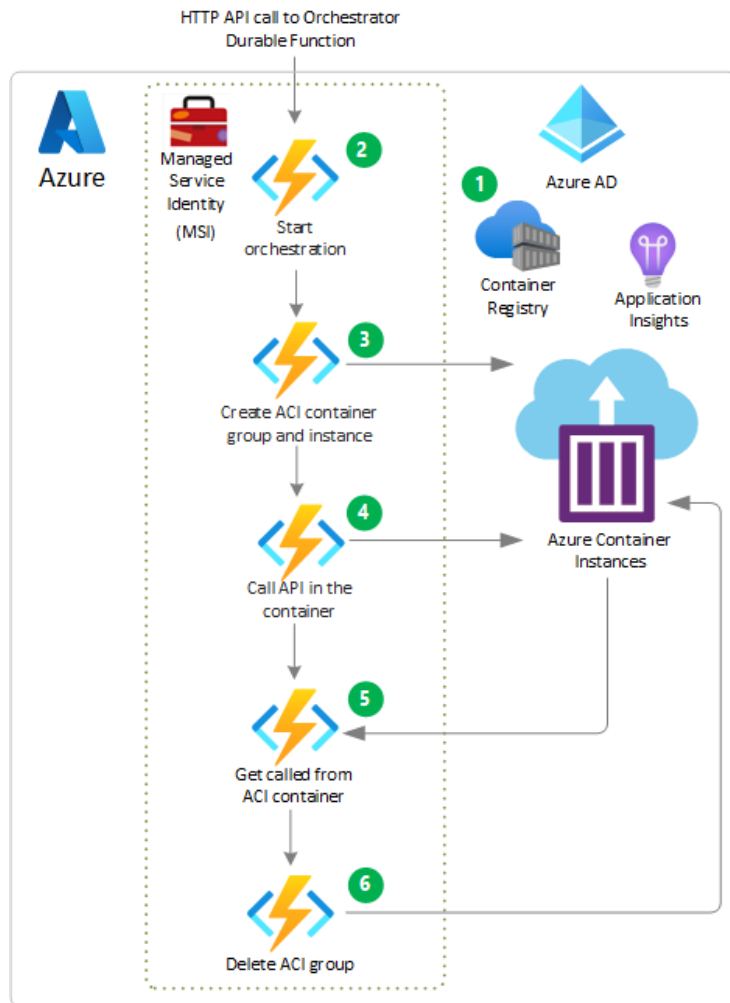 HTTP API call to Orchestrator
Durable Function
Azure
Managed
Service
Identity
(MSI)
2
Start
orchestration
Azure AD
1
Container
Registry
Application
Insights
3
Create ACI container
group and instance
4
Call API in the
container
Azure Container
Instances
5
Get called from
ACI container
6
Delete ACI group